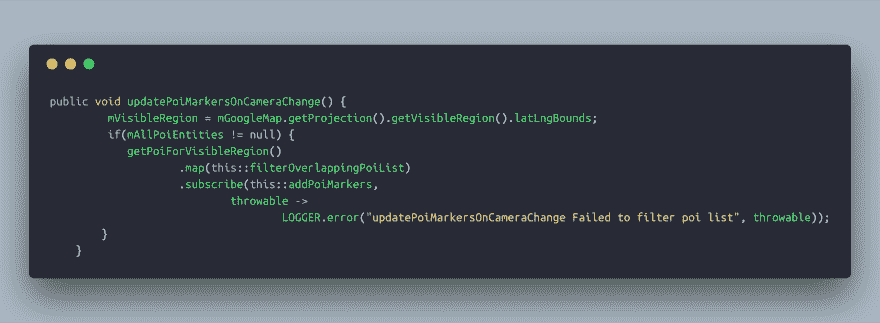 public void updatePoiMarkersOnCameraChange() {
mVisibleRegion = mGoogleMap.getProjection().getVisibleRegion().latLngBounds;
if(mAllPoiEntities != null) {
getPoiForVisibleRegion()
.map(this::filterOverlappingPoiList)
.subscribe(this::addPoiMarkers,
throwable ->
LOGGER.error("updatePoiMarkersOnCameraChange Failed to filter poi list", throwable));
}
}